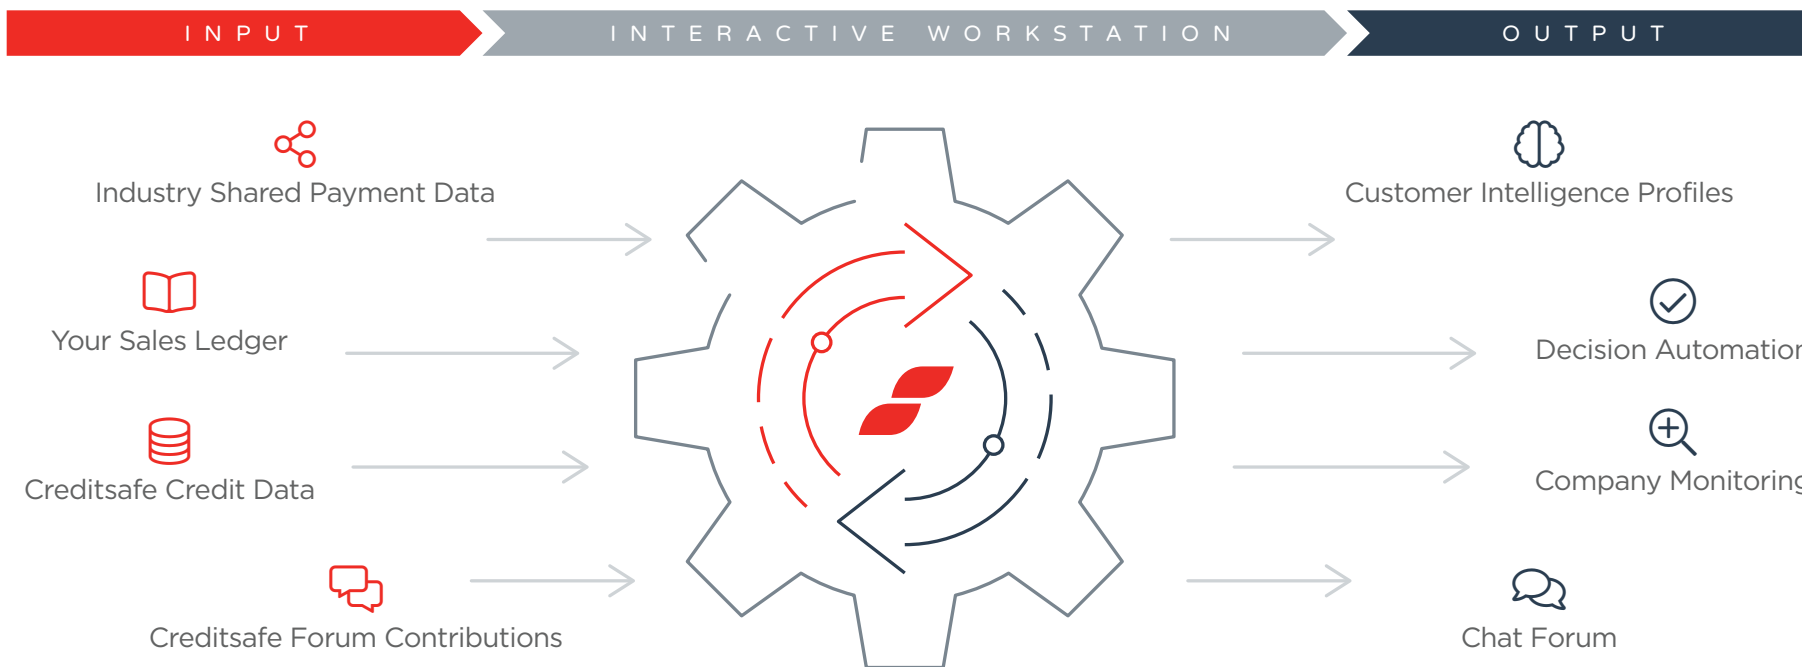 INPUT
INTERACTIVE WORKSTATION
OUTPUT
Industry Shared Payment Data
Customer Intelligence Profiles
Your Sales Ledger
Decision Automation
Creditsafe Credit Data
Company Monitoring
Creditsafe Forum Contributions
Chat Forum